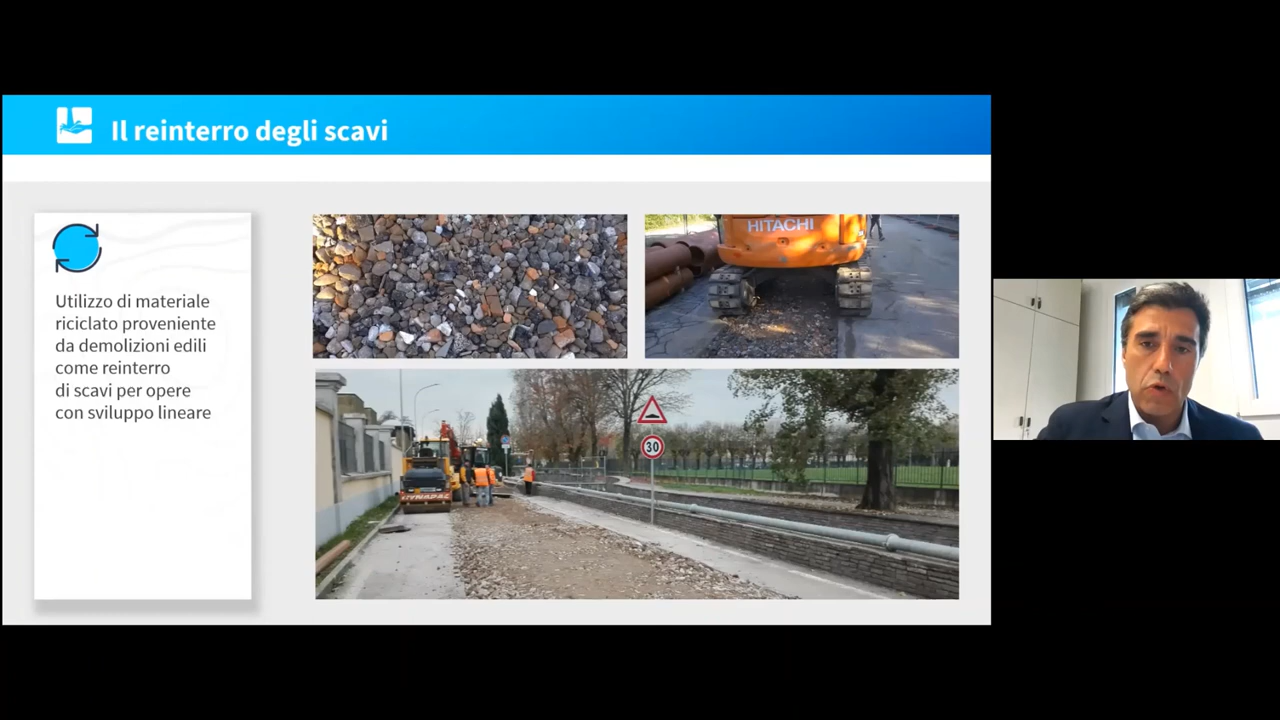 Il reinterro degli scavi
Utilizzo di materiale
riciclato proveniente
da demolizioni edili
come reinterro
di scavi per opere
con sviluppo lineare
HITACHI
30
DYNAPAC